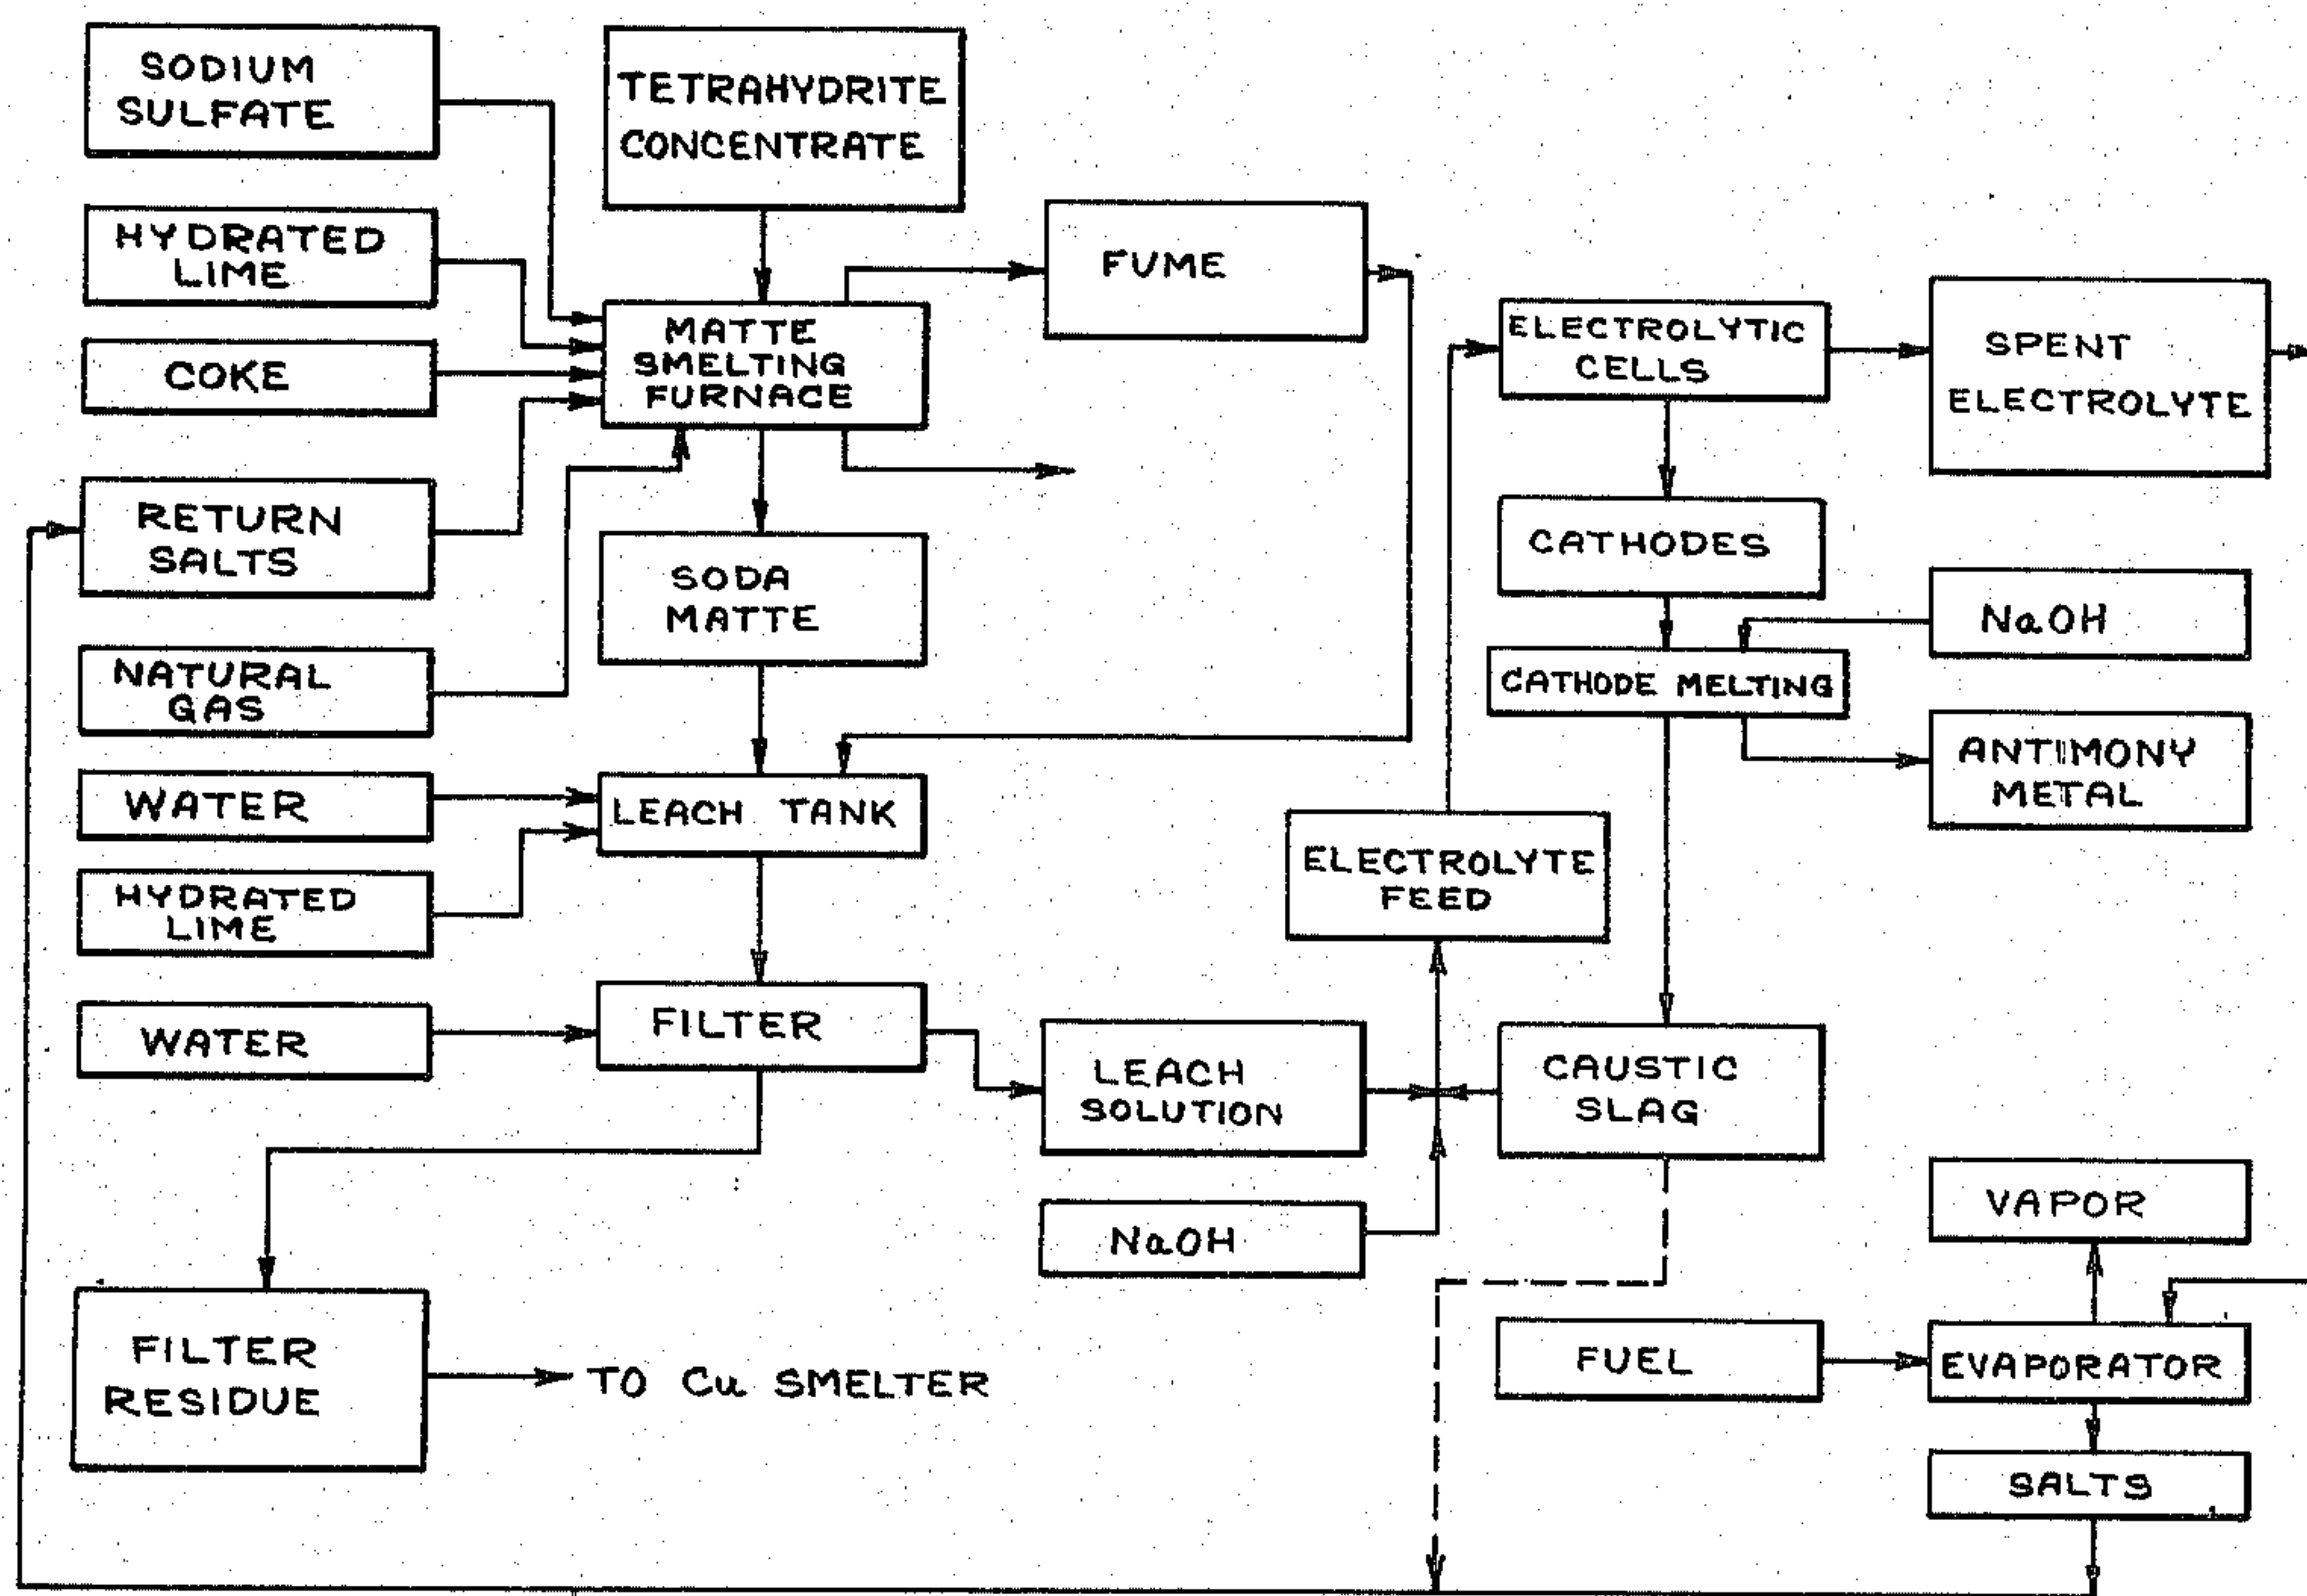 SODIUM
SULFATE
TETRAHYDRITE
CONCENTRATE
HYDRATED
LIME
FUME
COKE
MATTE
SMELTING
FURNACE
ELECTROLYTIC
CELLS
SPENT
ELECTROLYTE
RETURN
SALTS
SODA
MATTE
CATHODES
NaOH
NATURAL
GAS
CATHODE MELTING
ANTIMONY
METAL
WATER
LEACH TANK
ELECTROLYTE
FEED
HYDRATED
LIME
WATER
FILTER
LEACH
SOLUTION
CAUSTIC
SLAG
NaOH
VAPOR
FILTER
RESIDUE
TO Cu SMELTER
FUEL
EVAPORATOR
SALTS